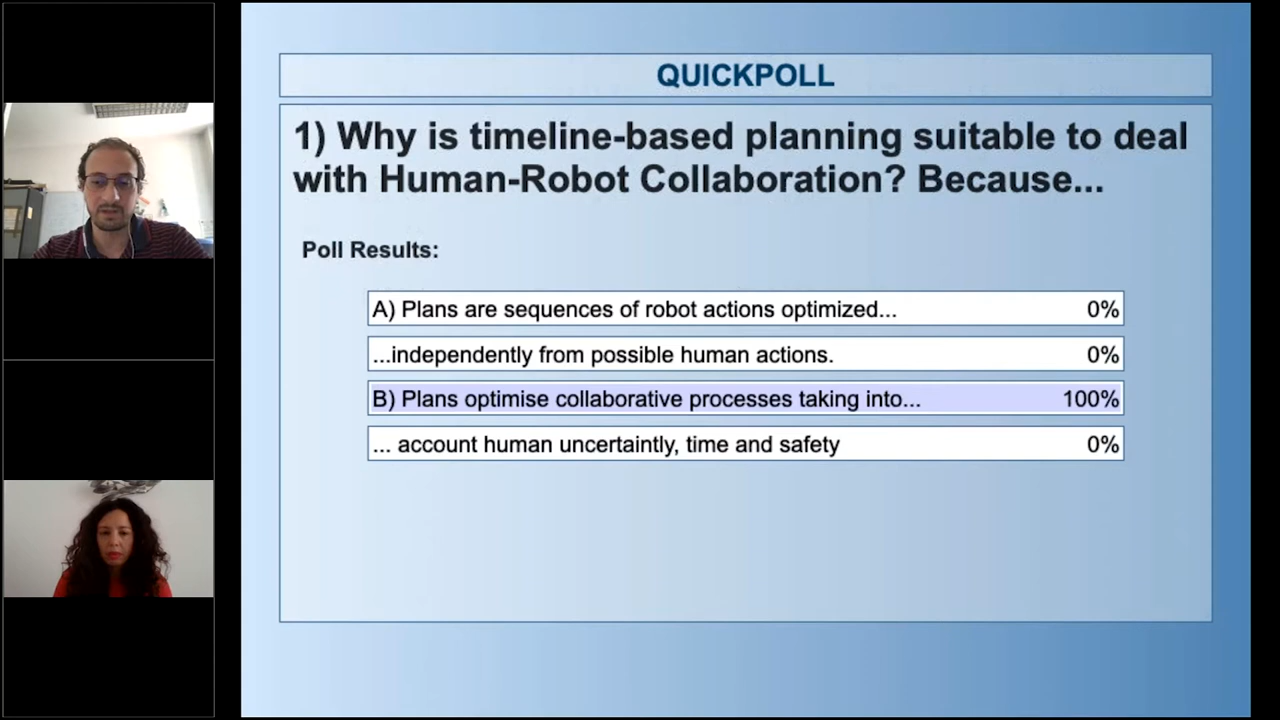 QUICKPOLL
1) Why is timeline-based planning suitable to deal
with Human-Robot Collaboration? Because...
Poll Results:
A) Plans are sequences of robot actions optimized... 0%
...independently from possible human actions. 0%
B) Plans optimise collaborative processes taking into... 100%
... account human uncertaintly, time and safety 0%